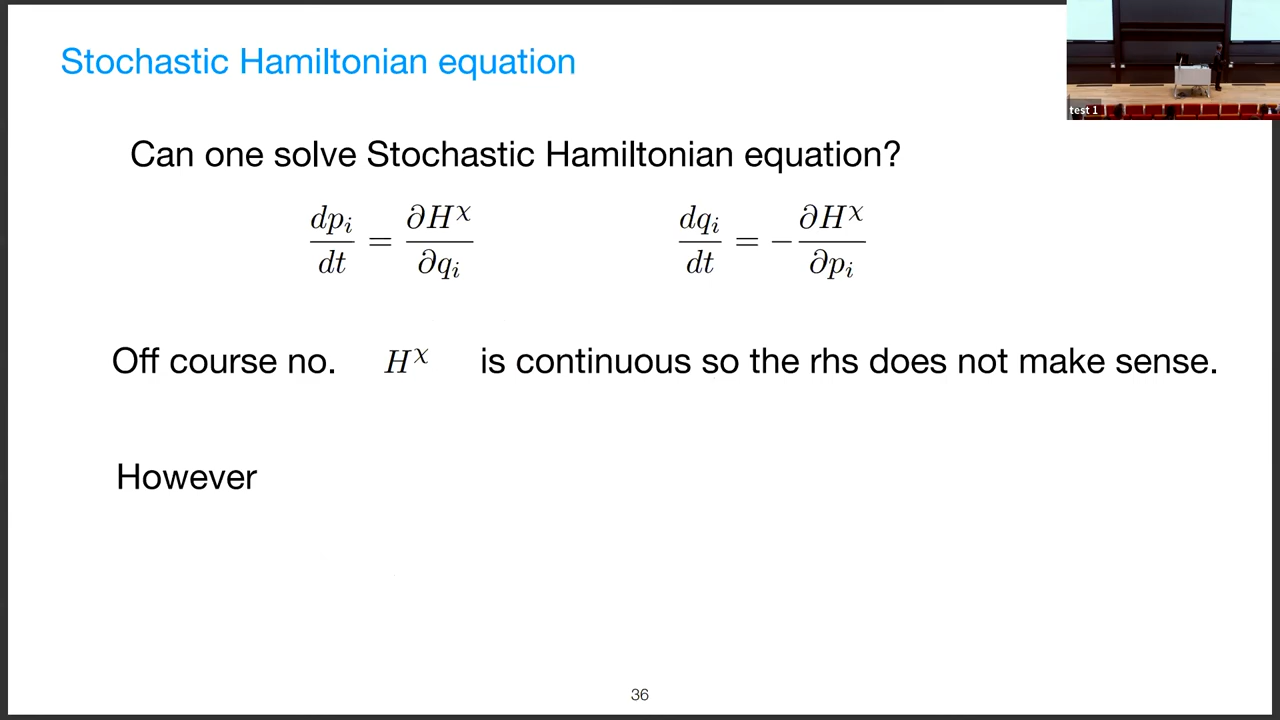 Stochastic Hamiltonian equation
test 1
Can one solve Stochastic Hamiltonian equation?
dp_i/dt = ∂H^χ/∂q_i    dq_i/dt = −∂H^χ/∂p_i
Off course no. H^χ is continuous so the rhs does not make sense.
However
36